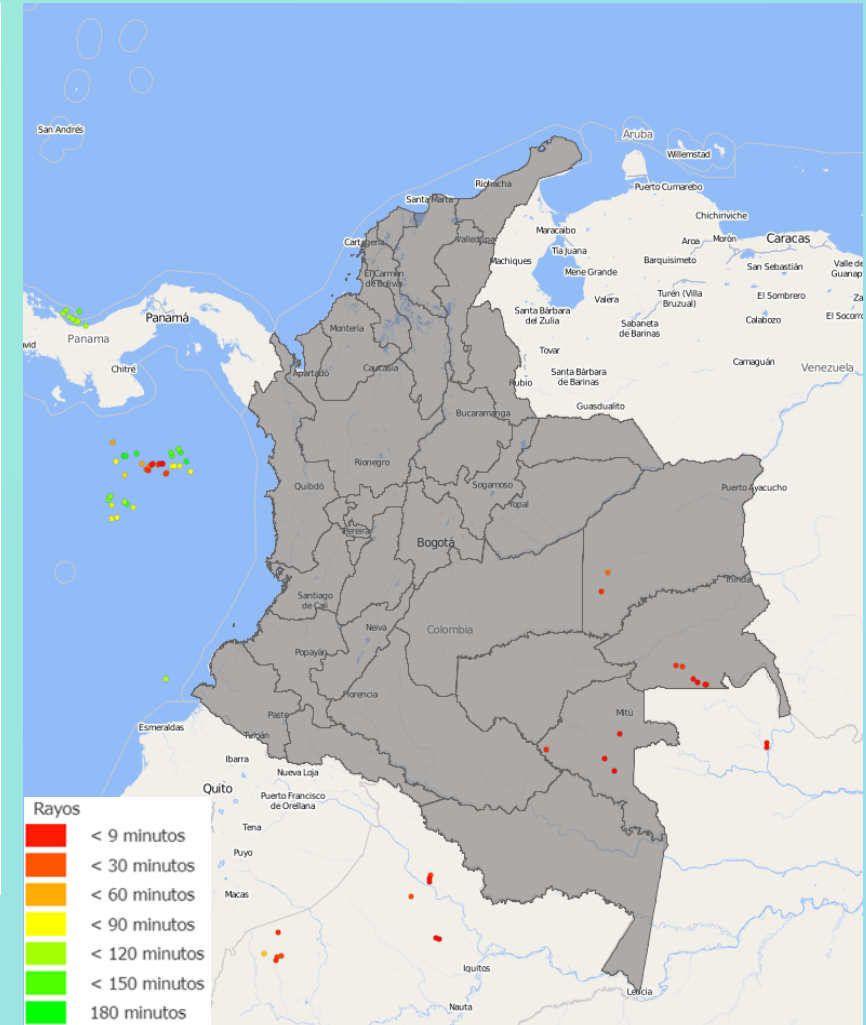 San Andrés
Aruba
Willemstad
Riohacha
Puerto Cumarebo
Santa Marta
Chichiriviche
Cartagena
Valledupar
Maracaibo
Aroa
Morón
Caracas
Tia Juana
Machiques
Barquisimeto
San Sebastián
Valle de
Guanap
El Carmen
de Bolívar
Mene Grande
Valera
Turén (Villa
Bruzual)
El Sombrero
Za
Panamá
Santa Bárbara
del Zulia
Sabaneta
de Barinas
Calabozo
El Socorro
Montería
vid
Panama
Tovar
Camaguán
Venezuela
Chitré
Apartadó
Caucasia
Rubio
Santa Bárbara
de Barinas
Guasdualito
Bucaramanga
Rionegro
Quibdó
Sogamoso
Yopal
Puerto Ayacucho
Pereira
Bogotá
Inírida
Santiago
de Cali
Neiva
Colombia
Popayán
Florencia
Mitú
Esmeraldas
Pasto
Tulcán
Ibarra
Nueva Loja
Quito
Puerto Francisco
de Orellana
Tena
Puyo
Macas
Iquitos
Nauta
Leticia
Rayos
< 9 minutos
< 30 minutos
< 60 minutos
< 90 minutos
< 120 minutos
< 150 minutos
180 minutos